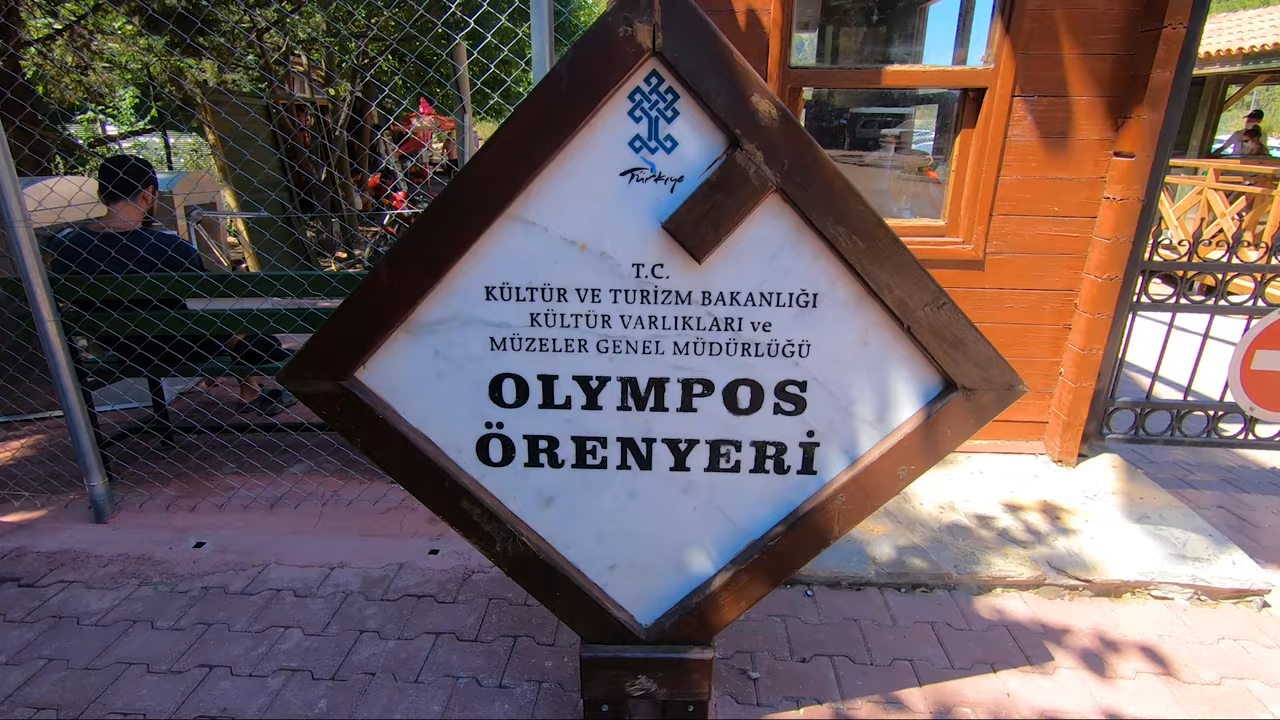 Türkiye
T.C.
KÜLTÜR VE TURİZM BAKANLIĞI
KÜLTÜR VARLIKLARI ve
MÜZELER GENEL MÜDÜRLÜĞÜ
OLYMPOS
ÖRENYERİ